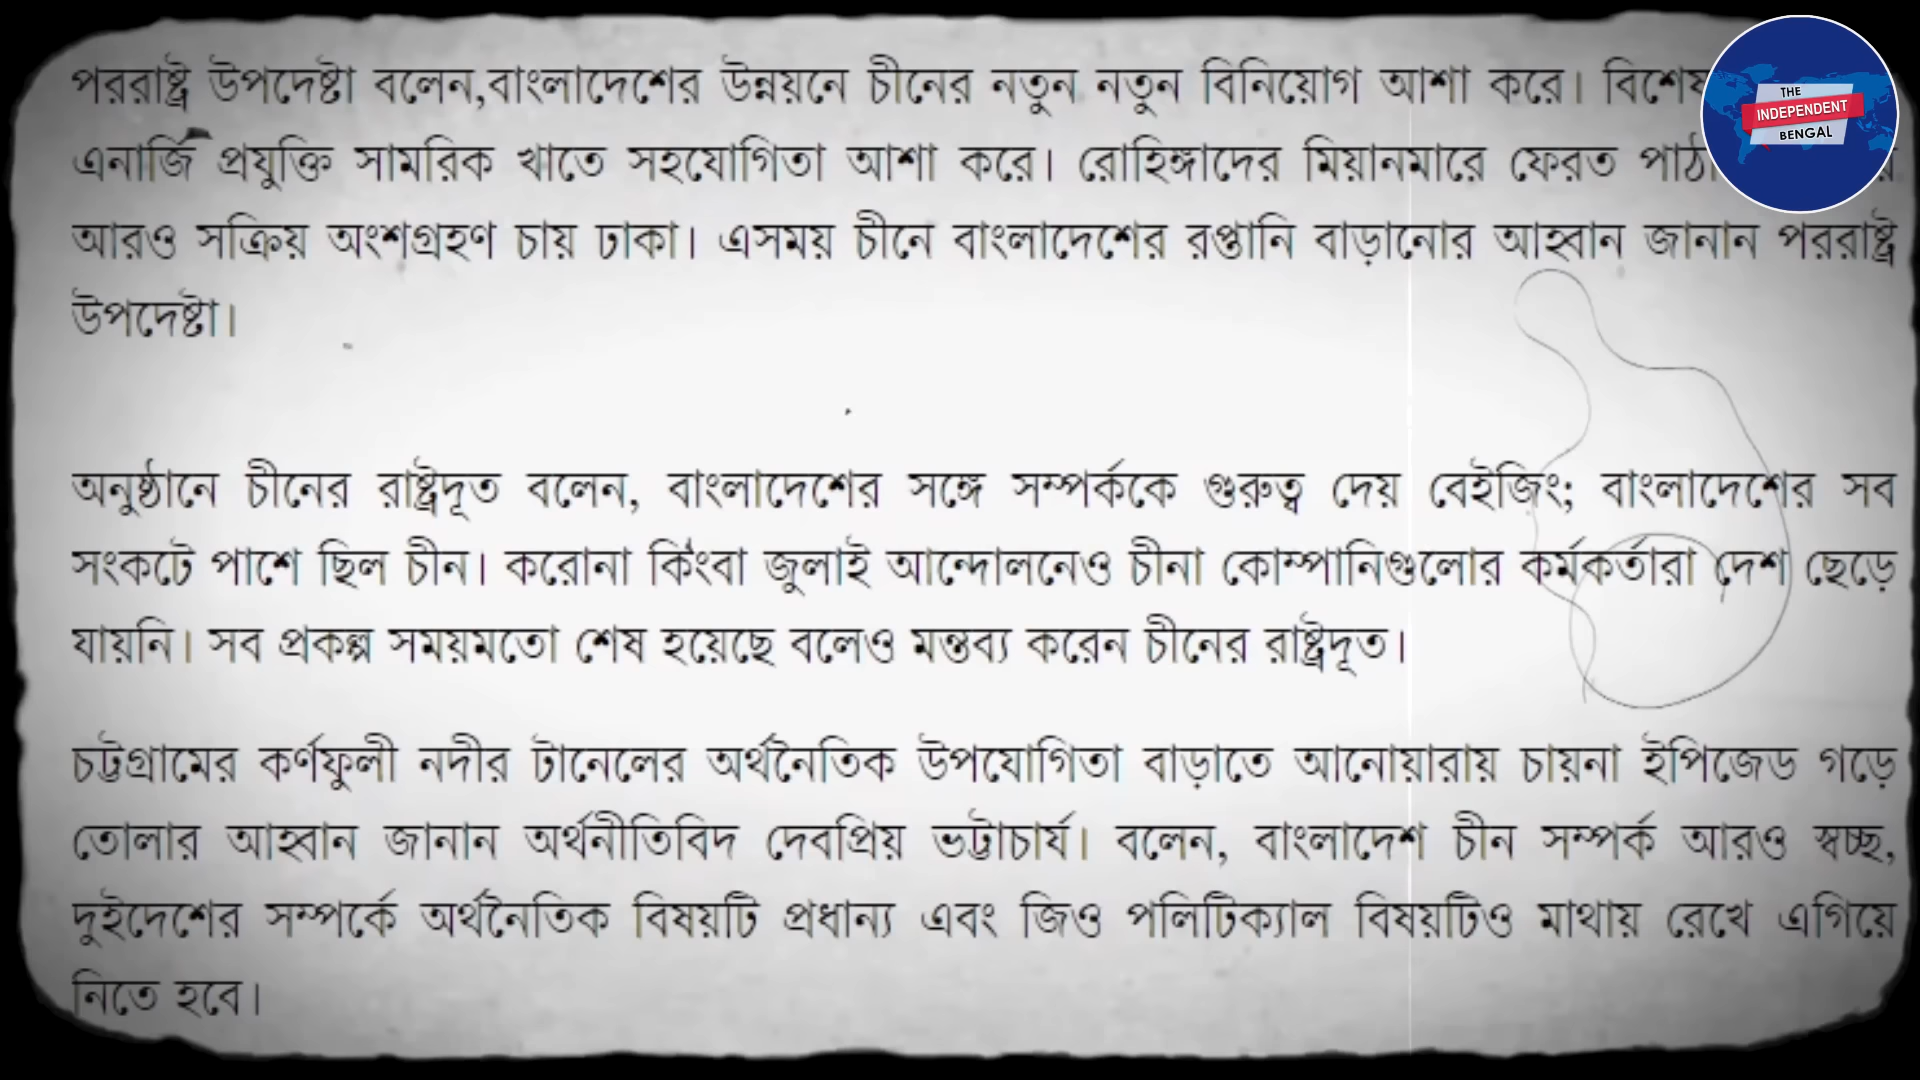 পররাষ্ট্র উপদেষ্টা বলেন,বাংলাদেশের উন্নয়নে চীনের নতুন নতুন বিনিয়োগ আশা করে। বিশেষ
এনার্জি প্রযুক্তি সামরিক খাতে সহযোগিতা আশা করে। রোহিঙ্গাদের মিয়ানমারে ফেরত
আরও সক্রিয় অংশগ্রহণ চায় ঢাকা। এসময় চীনে বাংলাদেশের রপ্তানি বাড়ানোর আহ্বান জানান পররাষ্ট্র
উপদেষ্টা।
অনুষ্ঠানে চীনের রাষ্ট্রদূত বলেন, বাংলাদেশের সঙ্গে সম্পর্ককে গুরুত্ব দেয় বেইজিং; বাংলাদেশের সব
সংকটে পাশে ছিল চীন। করোনা কিংবা জুলাই আন্দোলনেও চীনা কোম্পানিগুলোর কর্মকর্তারা দেশ ছেড়ে
যায়নি। সব প্রকল্প সময়মতো শেষ হয়েছে বলেও মন্তব্য করেন চীনের রাষ্ট্রদূত।
চট্টগ্রামের কর্ণফুলী নদীর টানেলের অর্থনৈতিক উপযোগিতা বাড়াতে আনোয়ারায় চায়না ইপিজেড গড়ে
তোলার আহ্বান জানান অর্থনীতিবিদ দেবপ্রিয় ভট্টাচার্য। বলেন, বাংলাদেশ চীন সম্পর্ক আরও স্বচ্ছ,
দুইদেশের সম্পর্কে অর্থনৈতিক বিষয়টি প্রধান্য এবং জিও পলিটিক্যাল বিষয়টিও মাথায় রেখে এগিয়ে
নিতে হবে।
THE
INDEPENDENT
BENGAL